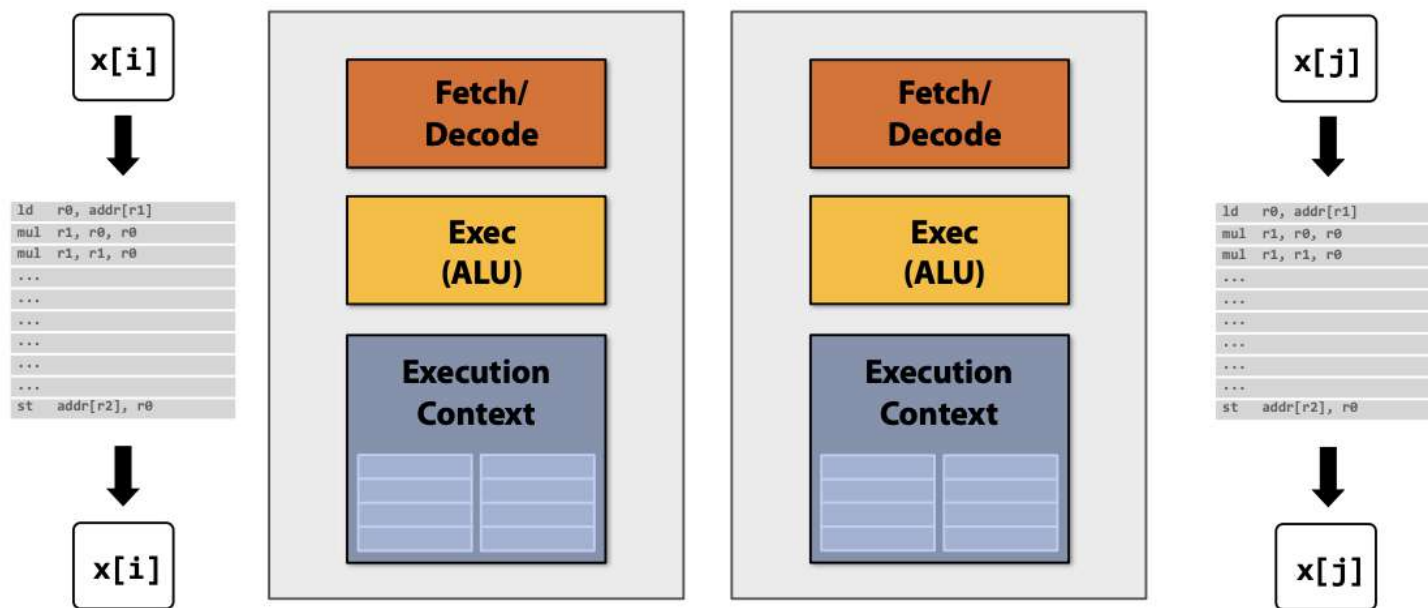 x[i]
ld r0, addr[r1]
mul r1, r0, r0
mul r1, r1, r0
...
...
...
...
...
...
st addr[r2], r0
x[i]
Fetch/
Decode
Exec
(ALU)
Execution
Context
Fetch/
Decode
Exec
(ALU)
Execution
Context
x[j]
ld r0, addr[r1]
mul r1, r0, r0
mul r1, r1, r0
...
...
...
...
...
...
st addr[r2], r0
x[j]